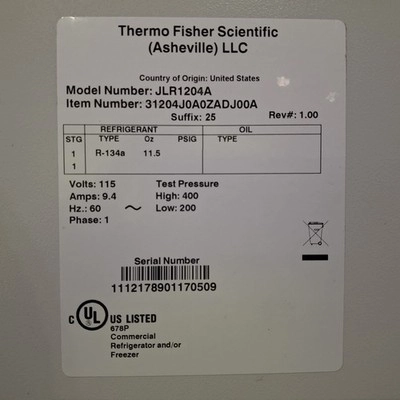 Thermo Fisher Scientific
(Asheville) LLC
Country of Origin: United States
Model Number: JLR1204A
Item Number: 31204J0A0ZADJ00A
Suffix: 25 Rev#: 1.00
REFRIGERANT OIL
STG TYPE Oz PSIG TYPE
1 R-134a 11.5
1
Volts: 115 Test Pressure
Amps: 9.4 High: 400
Hz.: 60 ~ Low: 200
Phase: 1
Serial Number
1112178901170509
C UL US LISTED
678P
Commercial
Refrigerator and/or
Freezer